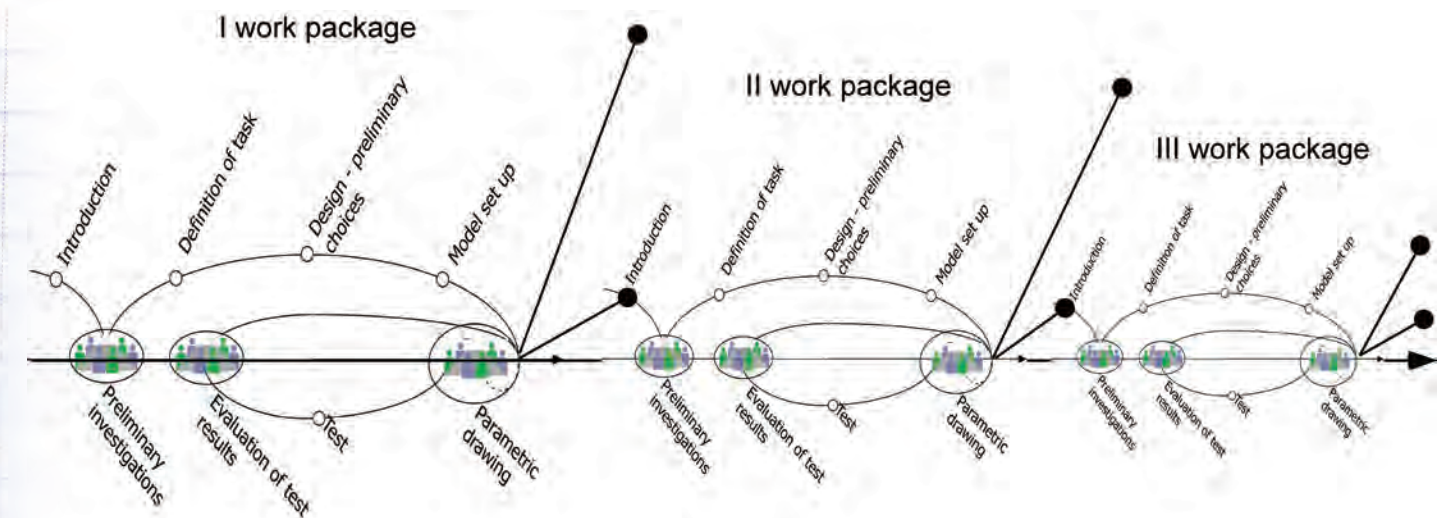 I work package
Introduction
Definition of task
Design - preliminary
choices
Model set up
Preliminary
investigations
Evaluation of test
results
Test
Parametric
drawing
II work package
Introduction
Definition of task
Design - preliminary
choices
Model set up
Preliminary
investigations
Evaluation of test
results
Test
Parametric
drawing
III work package
Introduction
Definition of task
Design - preliminary
choices
Model set up
Preliminary
investigations
Evaluation of test
results
Test
Parametric
drawing